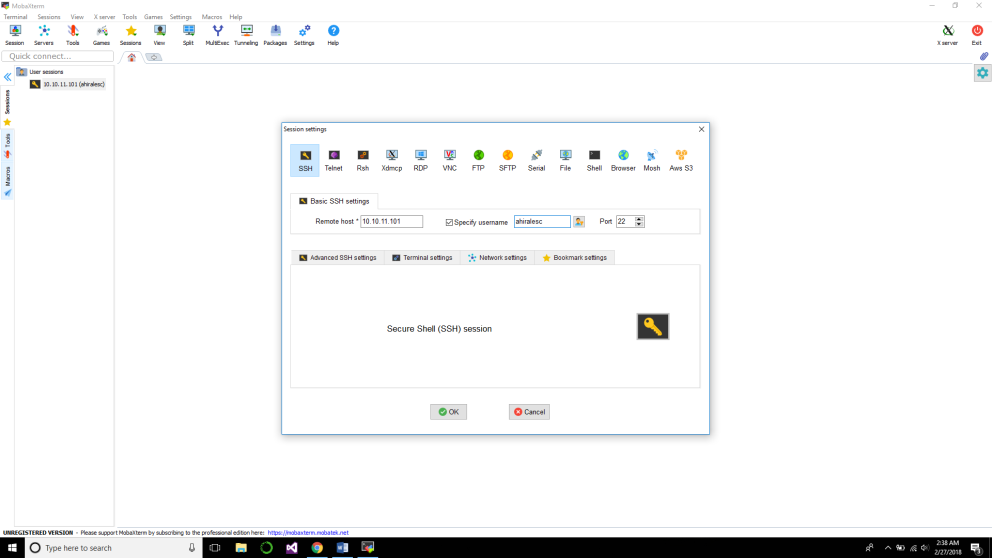 MobaXterm
Terminal Sessions View X server Tools Games Settings Macros Help
Session Servers Tools Games Sessions View Split MultiExec Tunneling Packages Settings Help X server Exit
Quick connect...
User sessions
10.10.11.101 (ahiralesc)
Sessions
Tools
Macros
Session settings
SSH Telnet Rsh Xdmcp RDP VNC FTP SFTP Serial File Shell Browser Mosh Aws S3
Basic SSH settings
Remote host * 10.10.11.101 Specify username ahiralesc Port 22
Advanced SSH settings Terminal settings Network settings Bookmark settings
Secure Shell (SSH) session
OK Cancel
UNREGISTERED VERSION - Please support MobaXterm by subscribing to the professional edition here: https://mobaxterm.mobatek.net
Type here to search
2:38 AM
2/27/2018